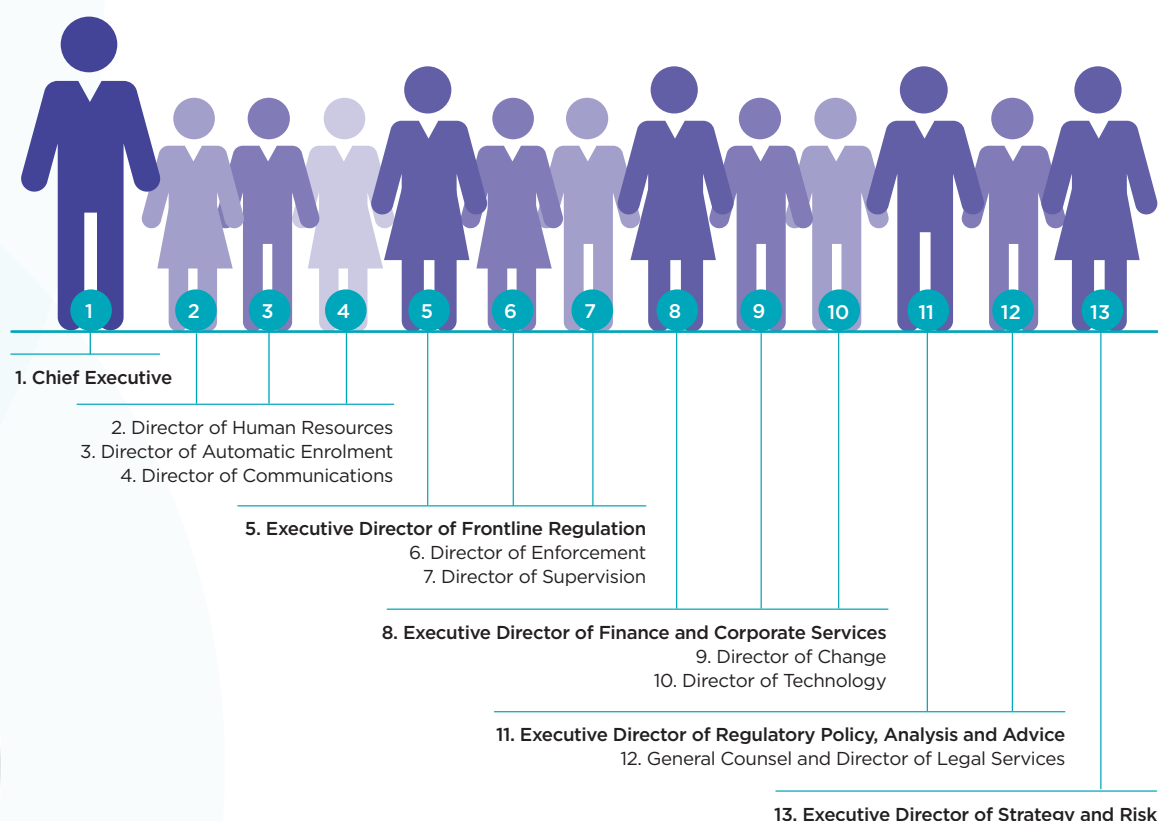 1 2 3 4 5 6 7 8 9 10 11 12 13
1. Chief Executive
2. Director of Human Resources
3. Director of Automatic Enrolment
4. Director of Communications
5. Executive Director of Frontline Regulation
6. Director of Enforcement
7. Director of Supervision
8. Executive Director of Finance and Corporate Services
9. Director of Change
10. Director of Technology
11. Executive Director of Regulatory Policy, Analysis and Advice
12. General Counsel and Director of Legal Services
13. Executive Director of Strategy and Risk